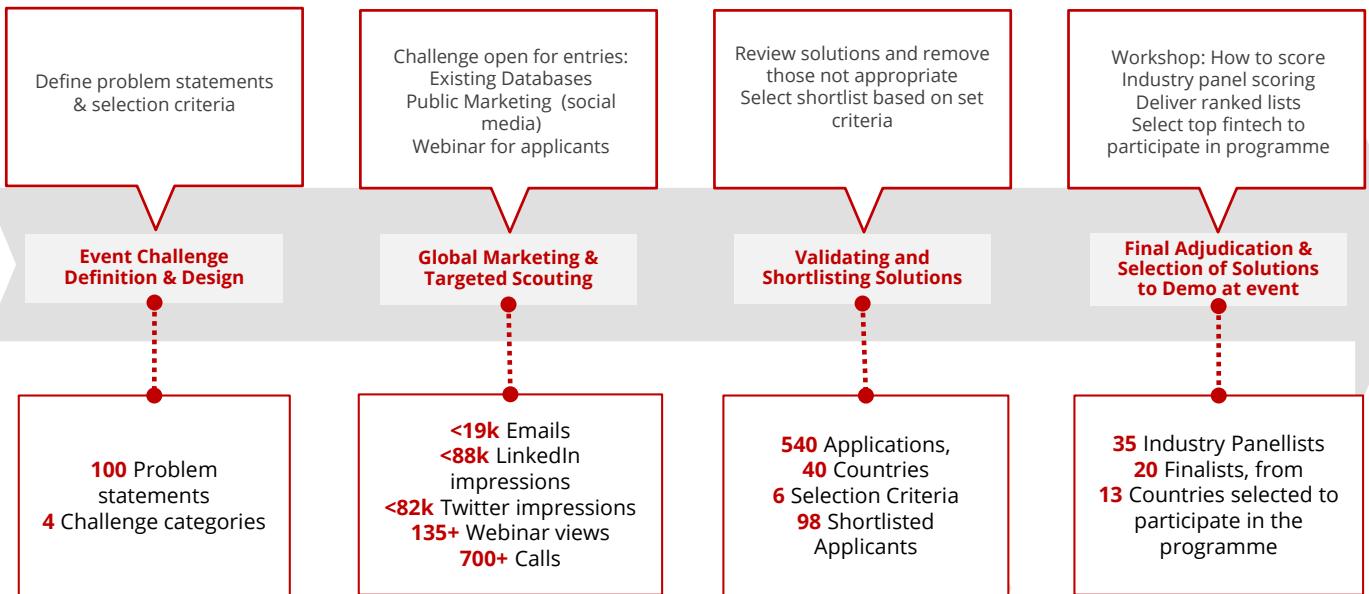 Define problem statements
& selection criteria
Challenge open for entries:
Existing Databases
Public Marketing (social
media)
Webinar for applicants
Review solutions and remove
those not appropriate
Select shortlist based on set
criteria
Workshop: How to score
Industry panel scoring
Deliver ranked lists
Select top fintech to
participate in programme
Event Challenge
Definition & Design
Global Marketing &
Targeted Scouting
Validating and
Shortlisting Solutions
Final Adjudication &
Selection of Solutions
to Demo at event
100 Problem
statements
4 Challenge categories
<19k Emails
<88k LinkedIn
impressions
<82k Twitter impressions
135+ Webinar views
700+ Calls
540 Applications,
40 Countries
6 Selection Criteria
98 Shortlisted
Applicants
35 Industry Panellists
20 Finalists, from
13 Countries selected to
participate in the
programme